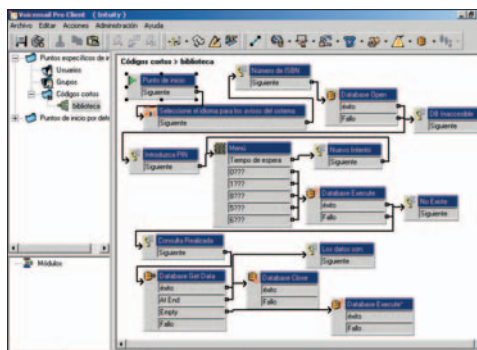 Voicemail Pro Client (Intuity)
Archivo Editar Acciones Administración Ayuda
Puntos específicos de i
Usuarios
Grupos
Códigos cortos
biblioteca
Puntos de inicio por def
Módulos
Códigos cortos > biblioteca
Punto de inicio
Siguiente
Número de ISBN
Siguiente
Seleccione el idioma para los avisos del sistema
Siguiente
Database Open
éxito
Fallo
DB Inaccesible
Siguiente
Introduzca PIN
Siguiente
Menú
Tiempo de espera
0???
1???
5???
6???
Nuevo Intento
Siguiente
Database Execute
éxito
Fallo
No Existe
Siguiente
Consulta Realizada
Siguiente
Los datos son
Siguiente
Database Get Data
éxito
At End
Empty
Fallo
Database Close
éxito
Fallo
Database Execute*
éxito
Fallo